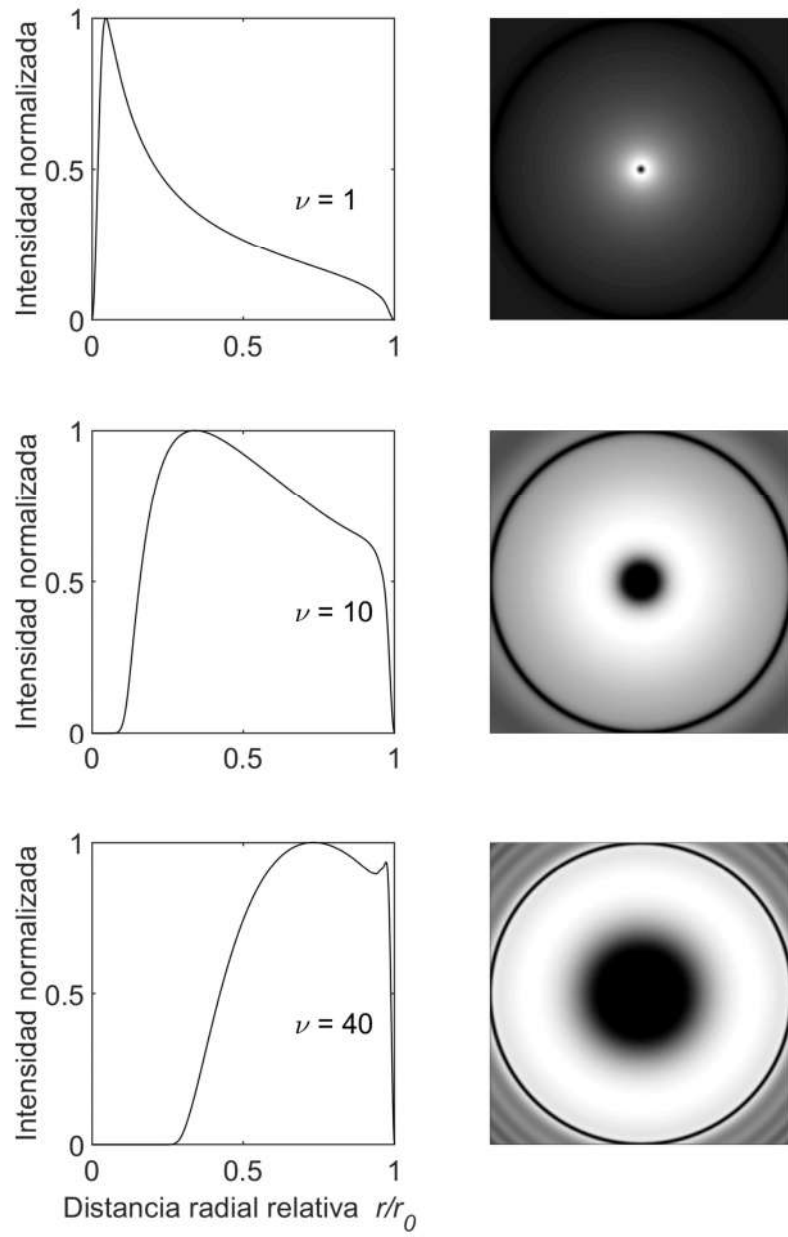 Intensidad normalizada
1
0.5
0
0
0.5
1
ν = 1
Intensidad normalizada
1
0.5
0
0
0.5
1
ν = 10
Intensidad normalizada
1
0.5
0
0
0.5
1
ν = 40
Distancia radial relativa r/r0